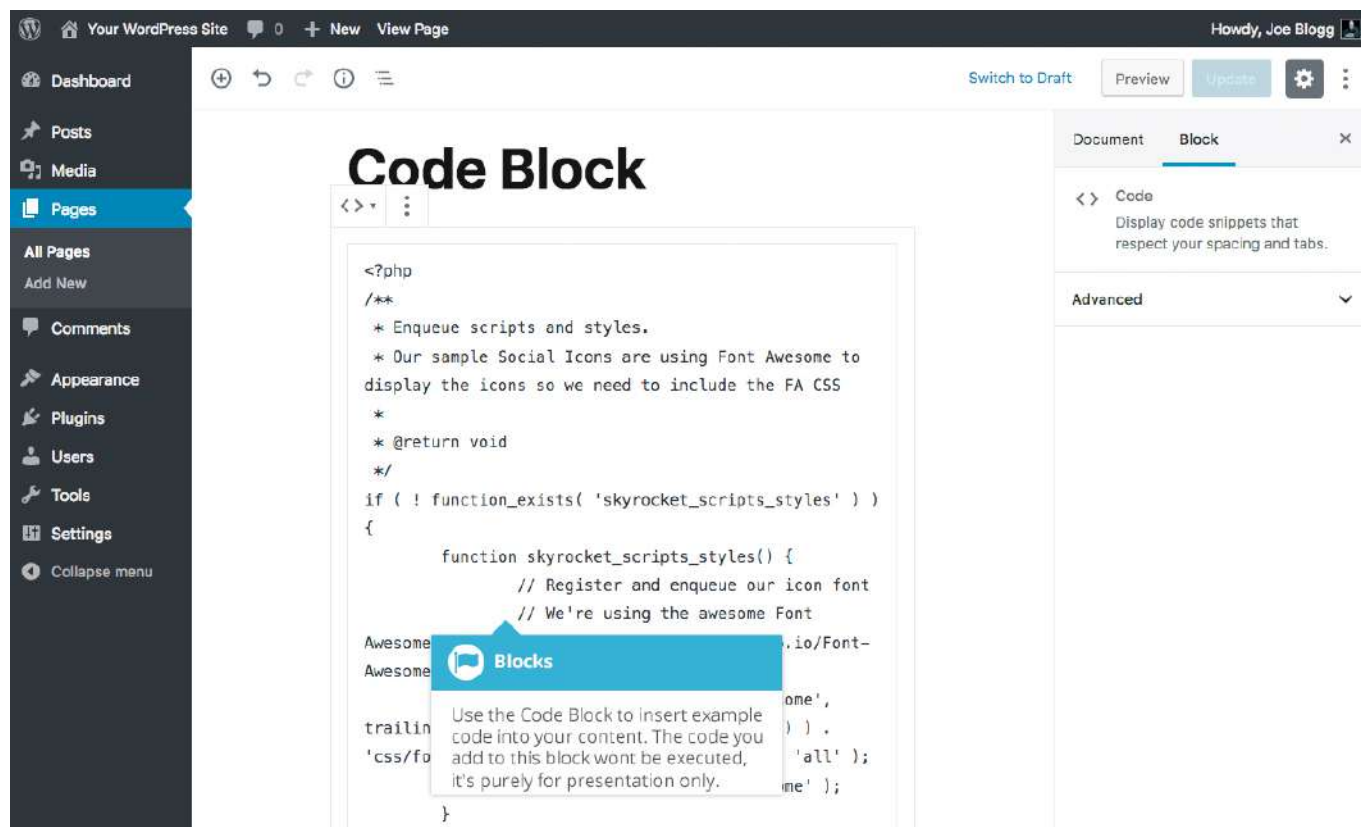 Your WordPress Site 0 + New View Page Howdy, Joe Blogg
Dashboard
Posts
Media
Pages
All Pages
Add New
Comments
Appearance
Plugins
Users
Tools
Settings
Collapse menu
Switch to Draft Preview Update
Code Block
<?php
/**
 * Enqueue scripts and styles.
 * Our sample Social Icons are using Font Awesome to
display the icons so we need to include the FA CSS
 *
 * @return void
 */
if ( ! function_exists( 'skyrocket_scripts_styles' ) )
{
        function skyrocket_scripts_styles() {
                // Register and enqueue our icon font
                // We're using the awesome Font
Awesome .io/Font-
Awesome
ome',
trailin ) ) .
'css/fo 'all' );
me' );
        }
Blocks
Use the Code Block to insert example
code into your content. The code you
add to this block wont be executed,
it's purely for presentation only.
Document Block
Code
Display code snippets that
respect your spacing and tabs.
Advanced